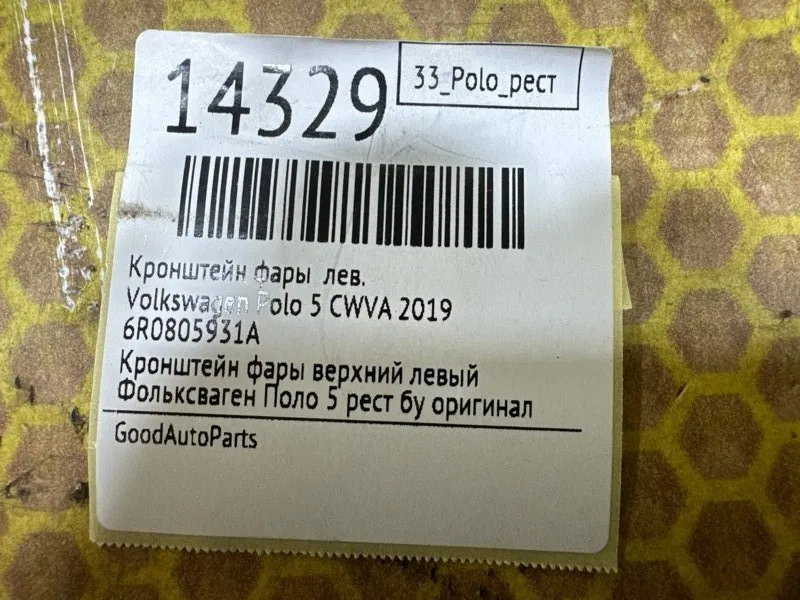 14329
33_Polo_рест
Кронштейн фары лев.
Volkswagen Polo 5 CWVA 2019
6R0805931A
Кронштейн фары верхний левый
Фольксваген Поло 5 рест бу оригинал
GoodAutoParts